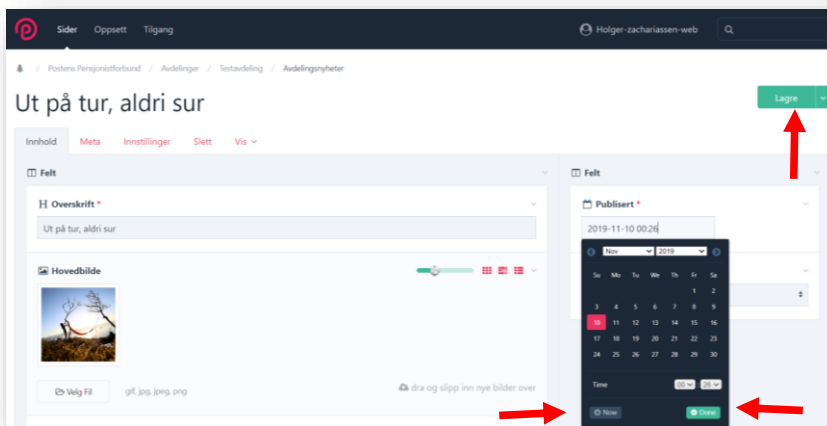 Sider Oppsett Tilgang Holger-zachariassen-web
/ Postens Pensjonistforbund / Avdelinger / Testavdeling / Avdelingsnyheter
Ut på tur, aldri sur
Lagre
Innhold Meta Innstillinger Slett Vis
Felt
H Overskrift *
Ut på tur, aldri sur
Hovedbilde
Velg Fil gif, jpg, jpeg, png
dra og slipp inn nye bilder over
Felt
Publisert *
2019-11-10 00:26
Nov 2019
Su Mo Tu We Th Fr Sa
1 2
3 4 5 6 7 8 9
10 11 12 13 14 15 16
17 18 19 20 21 22 23
24 25 26 27 28 29 30
Time 00 : 26
Now Done